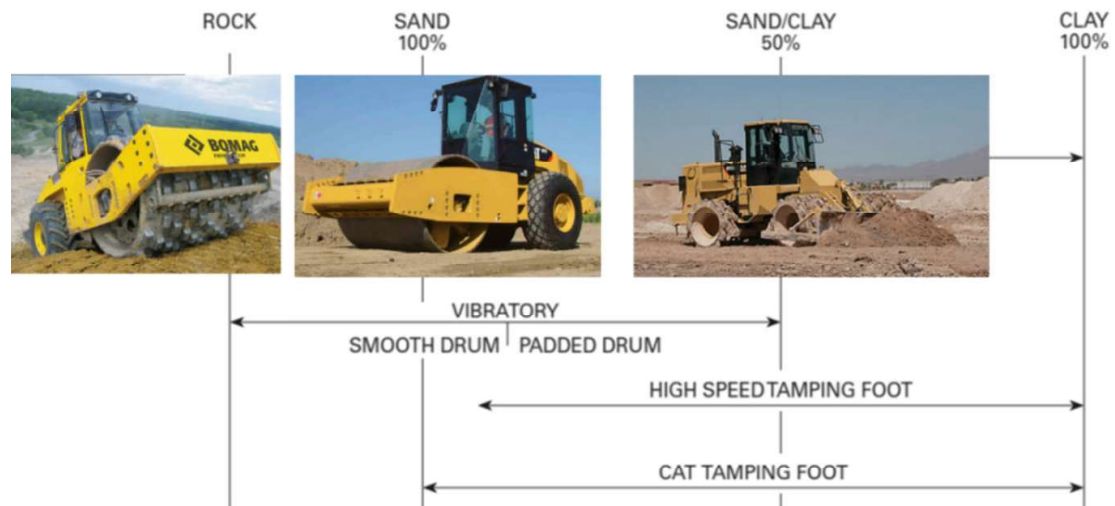 ROCK
SAND
100%
SAND/CLAY
50%
CLAY
100%
BOMAG
VIBRATORY
SMOOTH DRUM PADDED DRUM
HIGH SPEED TAMPING FOOT
CAT TAMPING FOOT